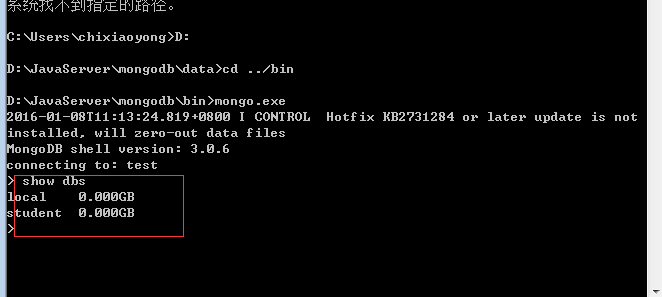 系统找不到指定的路径。
C:\Users\chixiaoyong>D:
D:\JavaServer\mongodb\data>cd ../bin
D:\JavaServer\mongodb\bin>mongo.exe
2016-01-08T11:13:24.819+0800 I CONTROL  Hotfix KB2731284 or later update is not
installed, will zero-out data files
MongoDB shell version: 3.0.6
connecting to: test
> show dbs
local    0.000GB
student  0.000GB
>